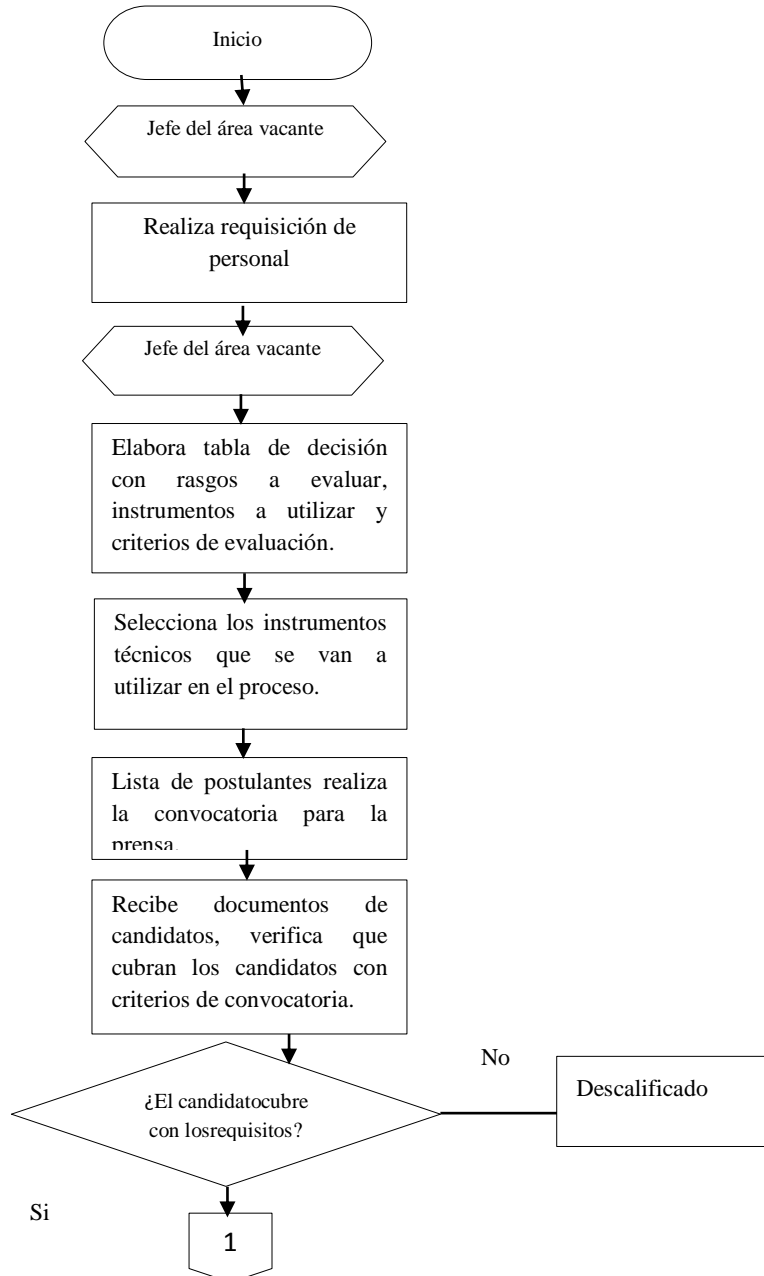 Inicio
Jefe del área vacante
Realiza requisición de
personal
Jefe del área vacante
Elabora tabla de decisión
con rasgos a evaluar,
instrumentos a utilizar y
criterios de evaluación.
Selecciona los instrumentos
técnicos que se van a
utilizar en el proceso.
Lista de postulantes realiza
la convocatoria para la
prensa.
Recibe documentos de
candidatos, verifica que
cubran los candidatos con
criterios de convocatoria.
No
Descalificado
¿El candidatocubre
con losrequisitos?
Si
1